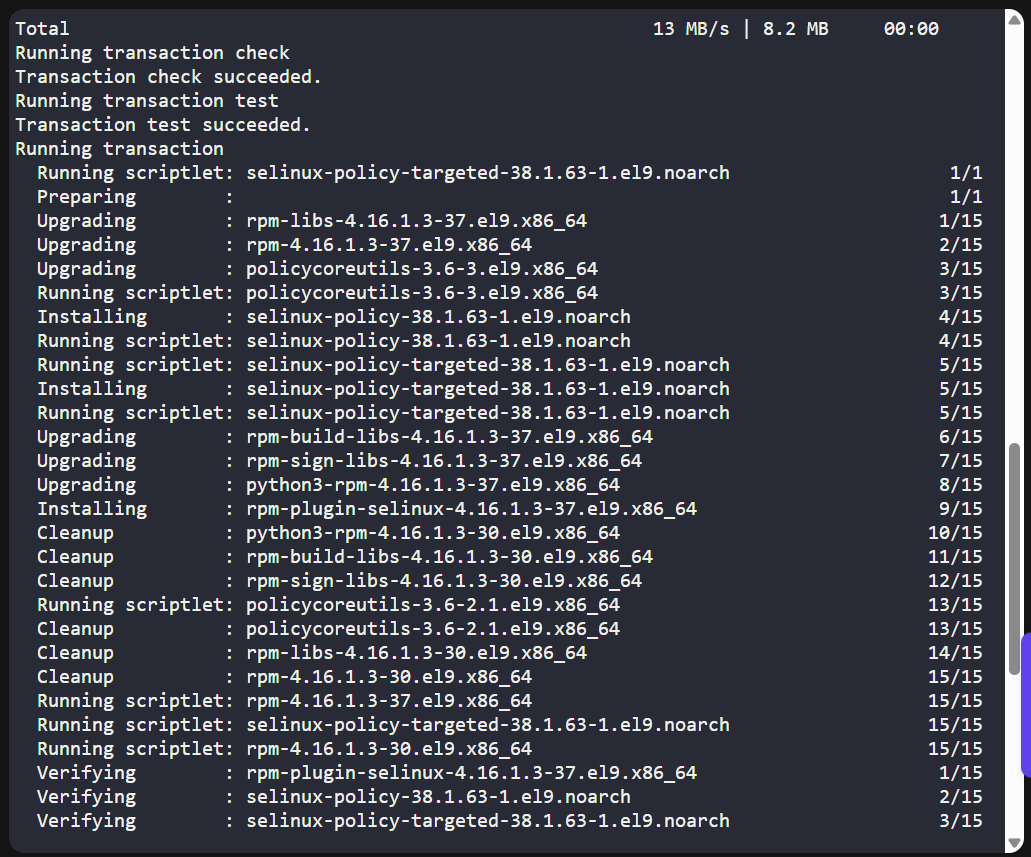 Total 13 MB/s | 8.2 MB 00:00
Running transaction check
Transaction check succeeded.
Running transaction test
Transaction test succeeded.
Running transaction
Running scriptlet: selinux-policy-targeted-38.1.63-1.el9.noarch 1/1
Preparing : 1/1
Upgrading : rpm-libs-4.16.1.3-37.el9.x86_64 1/15
Upgrading : rpm-4.16.1.3-37.el9.x86_64 2/15
Upgrading : policycoreutils-3.6-3.el9.x86_64 3/15
Running scriptlet: policycoreutils-3.6-3.el9.x86_64 3/15
Installing : selinux-policy-38.1.63-1.el9.noarch 4/15
Running scriptlet: selinux-policy-38.1.63-1.el9.noarch 4/15
Running scriptlet: selinux-policy-targeted-38.1.63-1.el9.noarch 5/15
Installing : selinux-policy-targeted-38.1.63-1.el9.noarch 5/15
Running scriptlet: selinux-policy-targeted-38.1.63-1.el9.noarch 5/15
Upgrading : rpm-build-libs-4.16.1.3-37.el9.x86_64 6/15
Upgrading : rpm-sign-libs-4.16.1.3-37.el9.x86_64 7/15
Upgrading : python3-rpm-4.16.1.3-37.el9.x86_64 8/15
Installing : rpm-plugin-selinux-4.16.1.3-37.el9.x86_64 9/15
Cleanup : python3-rpm-4.16.1.3-30.el9.x86_64 10/15
Cleanup : rpm-build-libs-4.16.1.3-30.el9.x86_64 11/15
Cleanup : rpm-sign-libs-4.16.1.3-30.el9.x86_64 12/15
Running scriptlet: policycoreutils-3.6-2.1.el9.x86_64 13/15
Cleanup : policycoreutils-3.6-2.1.el9.x86_64 13/15
Cleanup : rpm-libs-4.16.1.3-30.el9.x86_64 14/15
Cleanup : rpm-4.16.1.3-30.el9.x86_64 15/15
Running scriptlet: rpm-4.16.1.3-37.el9.x86_64 15/15
Running scriptlet: selinux-policy-targeted-38.1.63-1.el9.noarch 15/15
Running scriptlet: rpm-4.16.1.3-30.el9.x86_64 15/15
Verifying : rpm-plugin-selinux-4.16.1.3-37.el9.x86_64 1/15
Verifying : selinux-policy-38.1.63-1.el9.noarch 2/15
Verifying : selinux-policy-targeted-38.1.63-1.el9.noarch 3/15